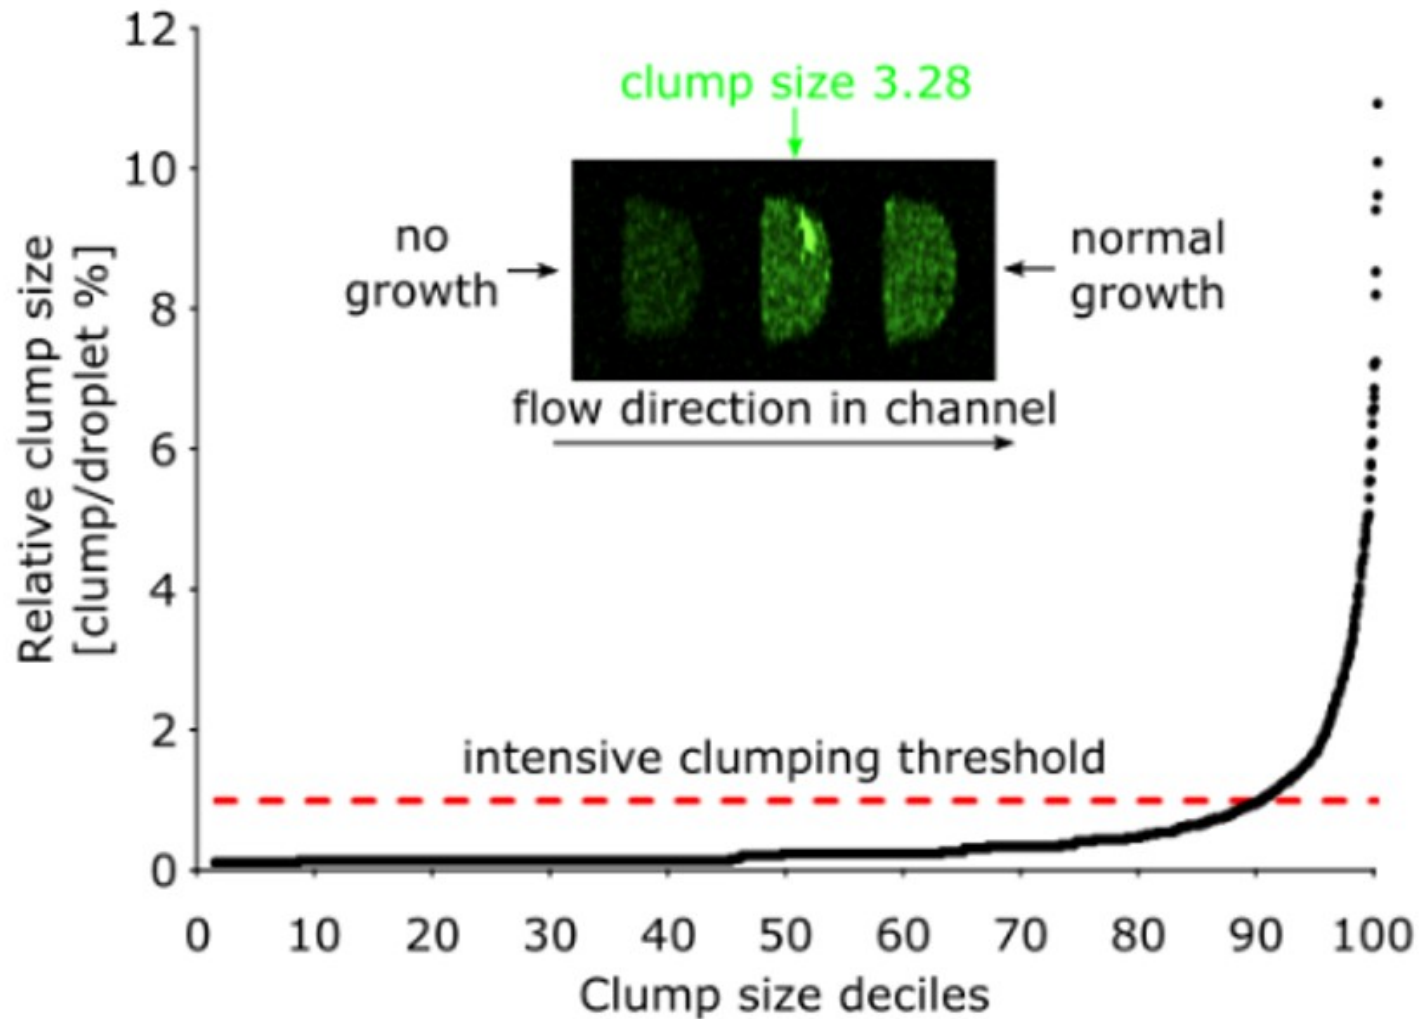 12
10
8
6
4
2
0
Relative clump size
[clump/droplet %]
clump size 3.28
no
growth
normal
growth
flow direction in channel
intensive clumping threshold
0 10 20 30 40 50 60 70 80 90 100
Clump size deciles